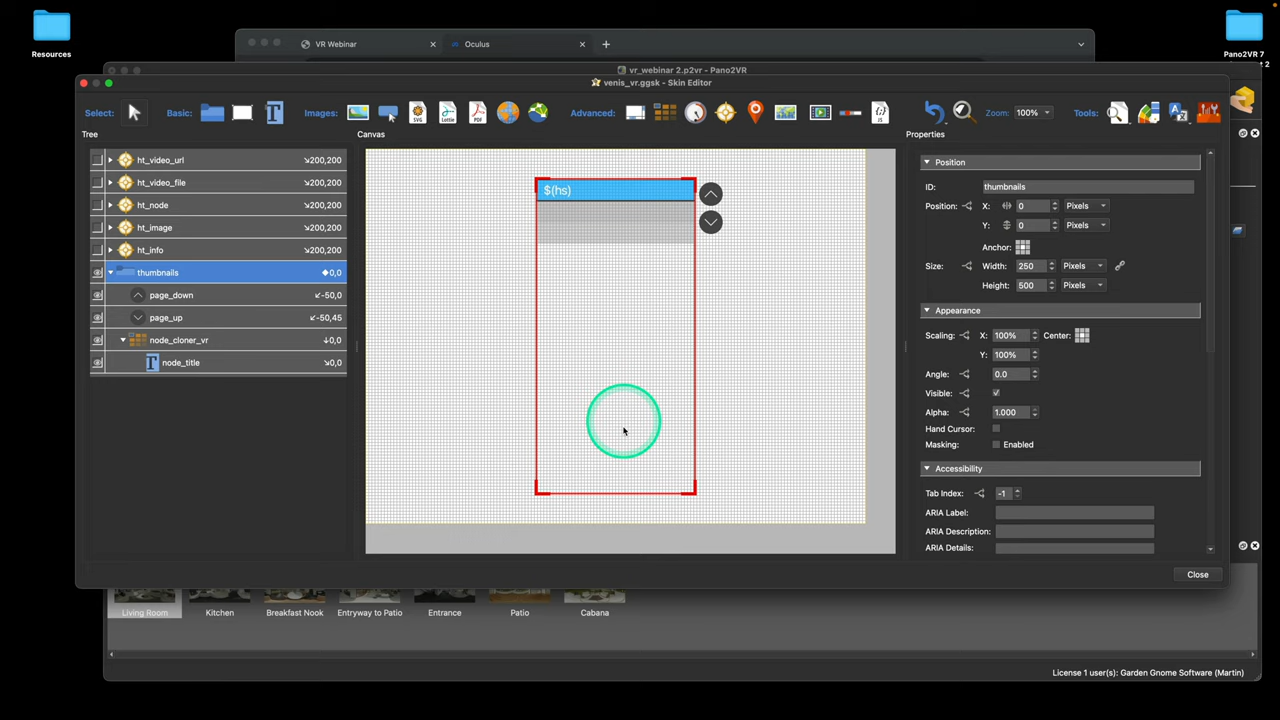 Resources
Pano2VR 7
2
VR Webinar
Oculus
vr_webinar 2.p2vr - Pano2VR
venis_vr.ggsk - Skin Editor
Select:
Basic:
Images:
SVG
Lottie
PDF
Advanced:
JS
Zoom: 100%
Tools:
Tree
Canvas
Properties
ht_video_url 200,200
ht_video_file 200,200
ht_node 200,200
ht_image 200,200
ht_info 200,200
thumbnails 0,0
page_down -50,0
page_up -50,45
node_cloner_vr 0,0
node_title 0,0
$(hs)
Position
ID: thumbnails
Position: X: 0 Pixels
Y: 0 Pixels
Anchor:
Size: Width: 250 Pixels
Height: 500 Pixels
Appearance
Scaling: X: 100% Center:
Y: 100%
Angle: 0.0
Visible:
Alpha: 1.000
Hand Cursor:
Masking: Enabled
Accessibility
Tab Index: -1
ARIA Label:
ARIA Description:
ARIA Details:
Close
Living Room
Kitchen
Breakfast Nook
Entryway to Patio
Entrance
Patio
Cabana
License 1 user(s): Garden Gnome Software (Martin)